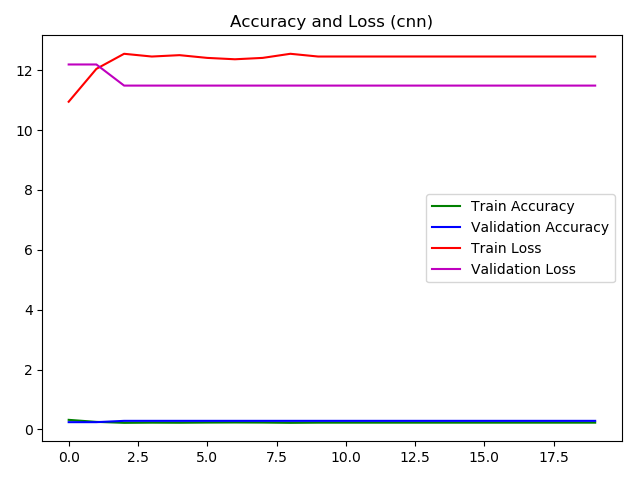 Accuracy and Loss (cnn)
12
10
8
6
4
2
0
Train Accuracy
Validation Accuracy
Train Loss
Validation Loss
0.0 2.5 5.0 7.5 10.0 12.5 15.0 17.5